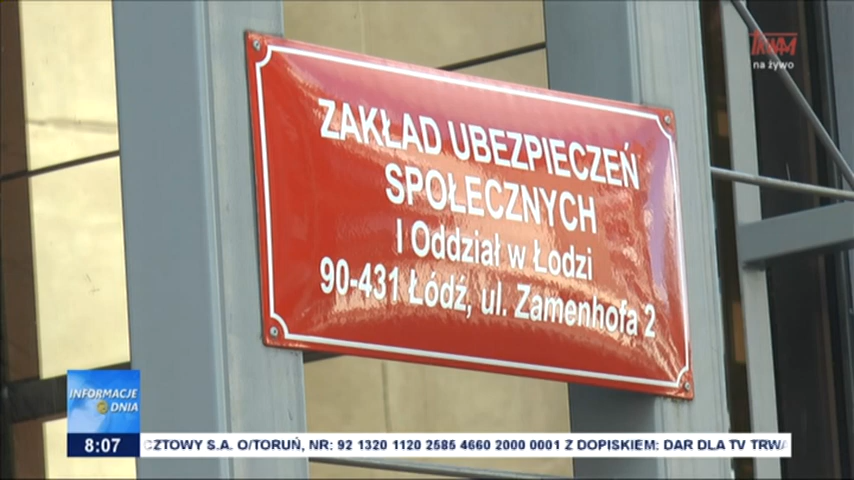 TRWAM
na żywo
ZAKŁAD UBEZPIECZEŃ
SPOŁECZNYCH
I Oddział w Łodzi
90-431 Łódź, ul. Zamenhofa 2
INFORMACJE
DNIA
8:07
CZTOWY S.A. O/TORUŃ, NR: 92 1320 1120 2585 4660 2000 0001 Z DOPISKIEM: DAR DLA TV TRWA